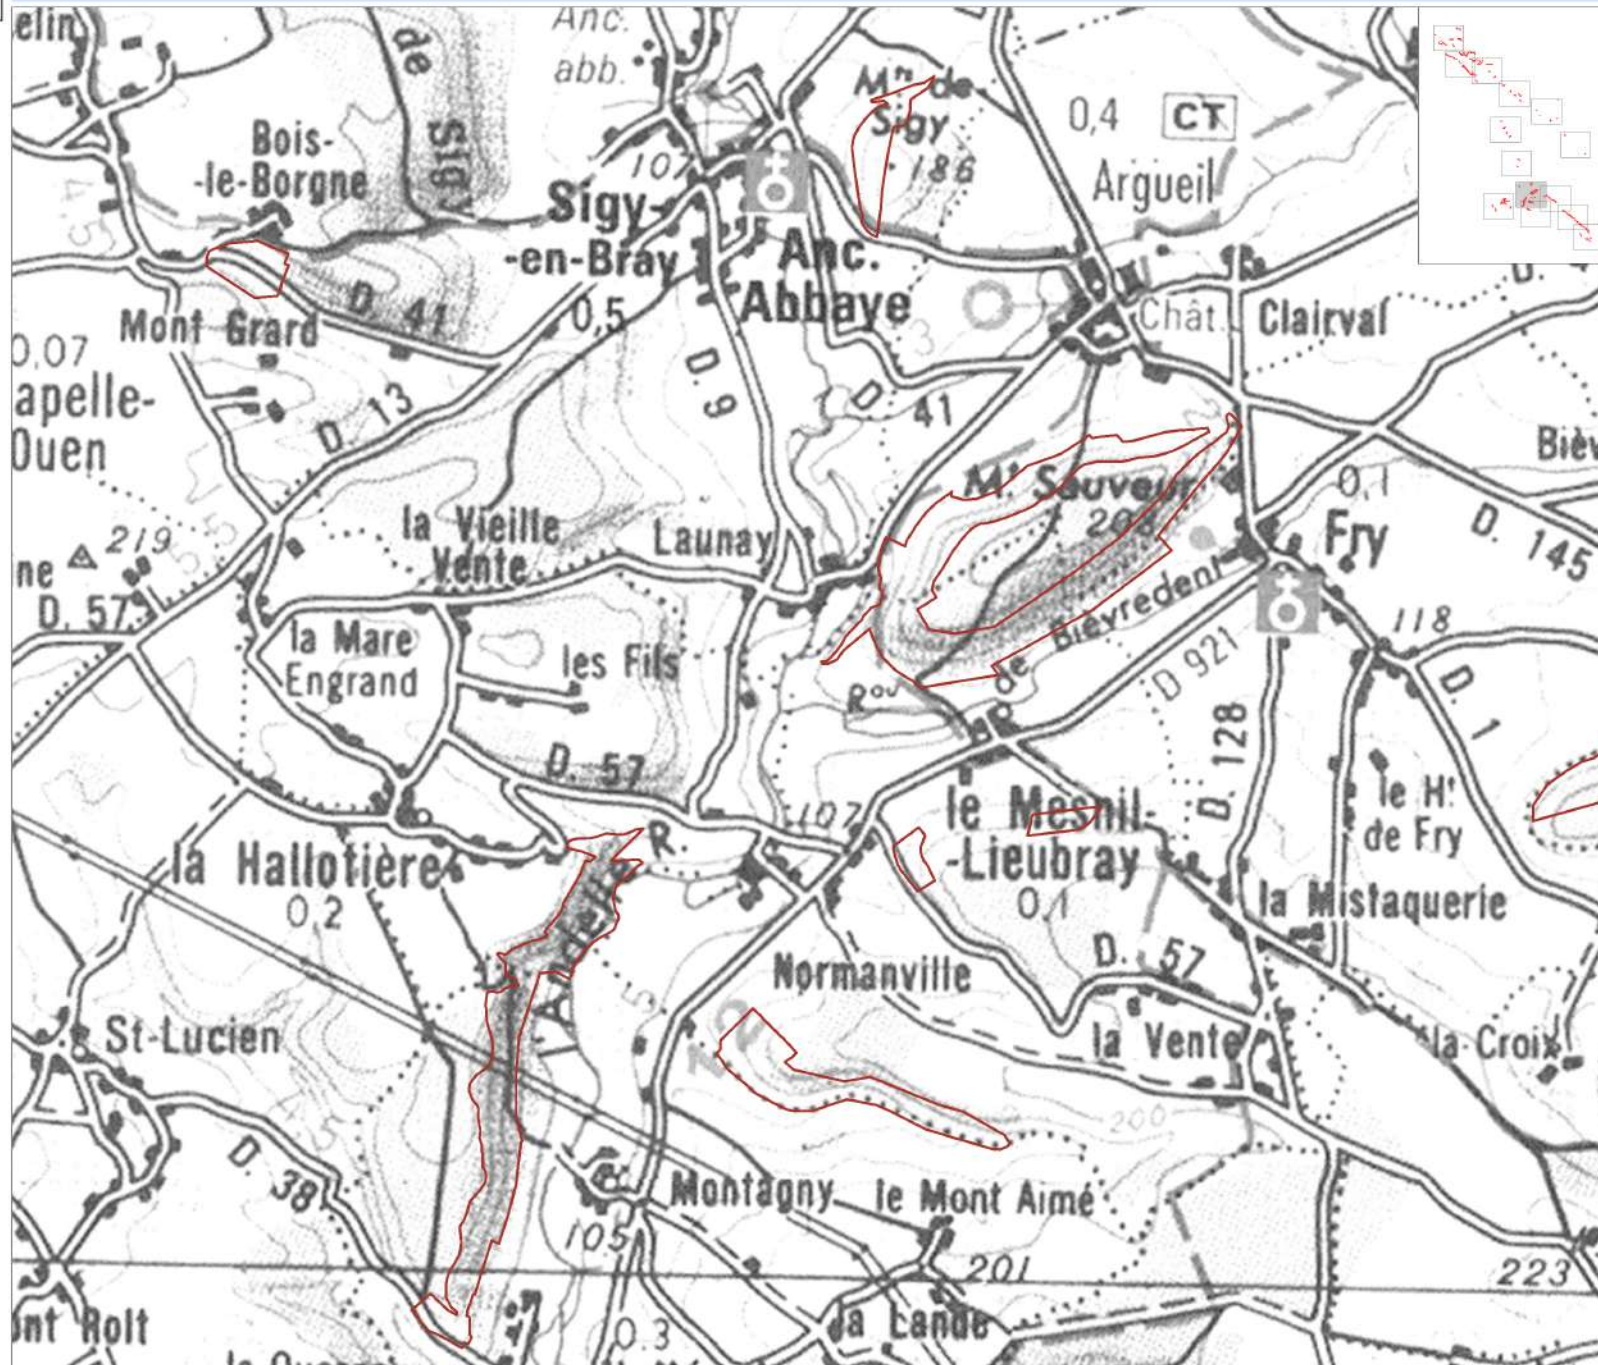 elin
de
SIGY
Anc.
abb.
Min de
Sigy
186
0,4
CT
Argueil
Bois-
-le-Borgne
107
Sigy-
-en-Bray
Anc.
Abbaye
Mont Grard
D. 41
0,5
Chât.
Clairval
0,07
apelle-
Ouen
D. 13
D. 9
D. 41
Mt Sauveur
0,1
Fry
D. 145
219
ne
D. 57
la Vieille
Vente
Launay
la Mare
Engrand
les Fils
Rau
de Bièvredent
D 921
118
D. 1
D. 128
D. 57
107
le Mesnil-
-Lieubray
0,1
le Ht
de Fry
la Hallotière
0,2
R.
l'Andelle
la Mistaquerie
Normanville
D. 57
St-Lucien
la Vente
la Croix
200
D. 38
Montagny
le Mont Aimé
105
201
223
la Lande
0.3